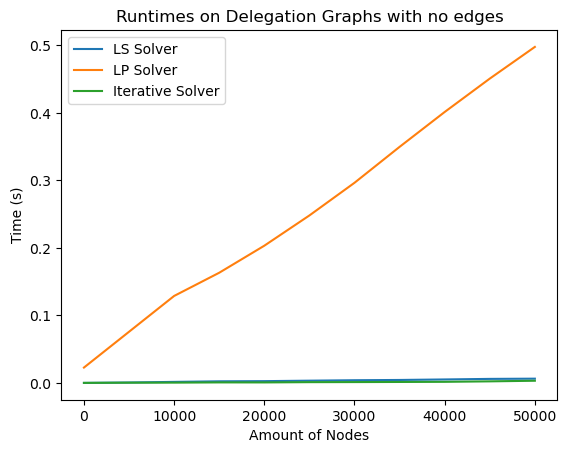 Runtimes on Delegation Graphs with no edges
LS Solver
LP Solver
Iterative Solver
Time (s)
0.5
0.4
0.3
0.2
0.1
0.0
0 10000 20000 30000 40000 50000
Amount of Nodes